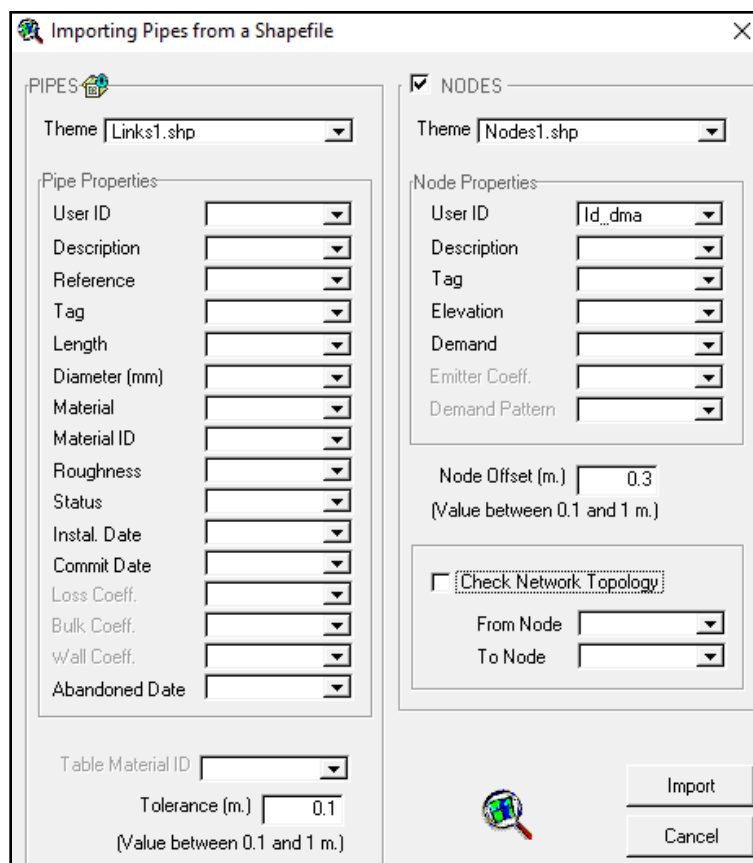 Importing Pipes from a Shapefile
PIPES
Theme Links1.shp
Pipe Properties
User ID
Description
Reference
Tag
Length
Diameter (mm)
Material
Material ID
Roughness
Status
Instal. Date
Commit Date
Loss Coeff.
Bulk Coeff.
Wall Coeff.
Abandoned Date
Table Material ID
Tolerance (m.) 0.1
(Value between 0.1 and 1 m.)
NODES
Theme Nodes1.shp
Node Properties
User ID Id_dma
Description
Tag
Elevation
Demand
Emitter Coeff.
Demand Pattern
Node Offset (m.) 0.3
(Value between 0.1 and 1 m.)
Check Network Topology
From Node
To Node
Import
Cancel